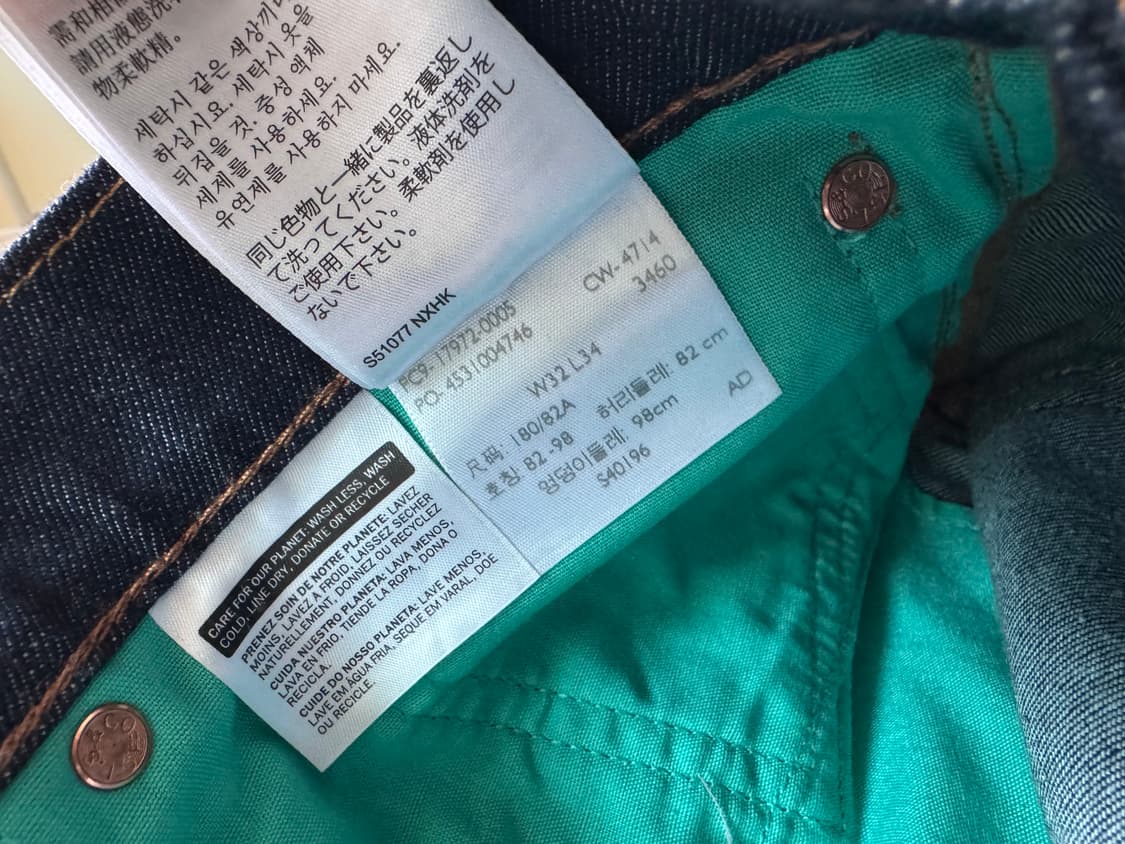 需和相
請用液態洗
物柔軟精。
세탁시 같은 색상끼리
하십시요. 세탁시 옷을
뒤집을 것. 중성 액체
세제를 사용하세요.
유연제를 사용하지 마세요.
同じ色物と一緒に製品を裏返し
て洗ってください。液体洗剤を
ご使用下さい。柔軟剤を使用し
ないで下さい。
S51077 NXHK
PC9-17972-0005
CW-4714
PO- 4531004746
3460
W32 L34
尺码: 180/82A
허리둘레: 82 cm
호칭 82 -98
엉덩이둘레: 98cm
AD
S40196
CARE FOR OUR PLANET: WASH LESS, WASH
COLD, LINE DRY, DONATE OR RECYCLE
PRENEZ SOIN DE NOTRE PLANETE: LAVEZ
MOINS, LAVEZ A FROID, LAISSEZ SECHER
NATURELLEMENT, DONNEZ OU RECYCLEZ
CUIDA NUESTRO PLANETA: LAVA MENOS,
LAVA EN FRIO, TIENDE LA ROPA, DONA O
RECICLA.
CUIDE DO NOSSO PLANETA: LAVE MENOS,
LAVE EM AGUA FRIA, SEQUE EM VARAL, DOE
OU RECICLE